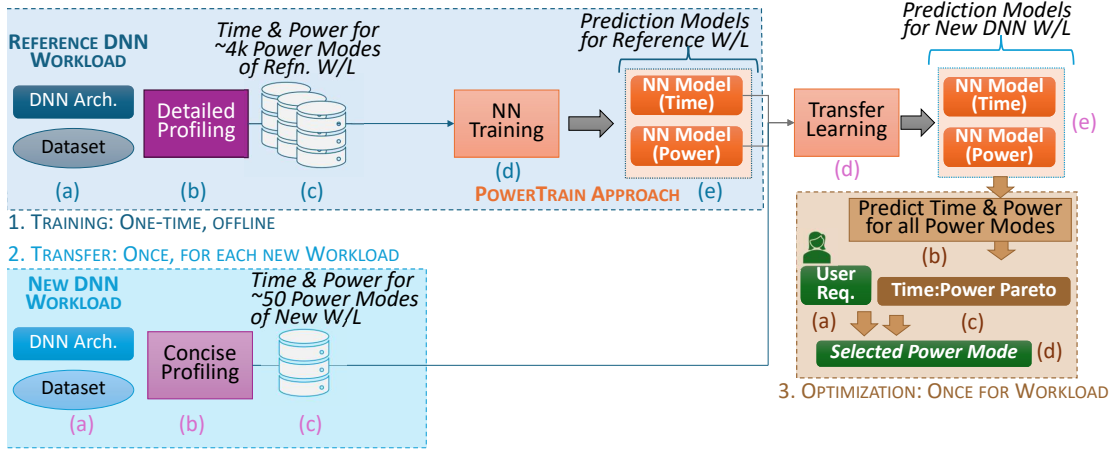 REFERENCE DNN
WORKLOAD
DNN Arch.
Dataset
(a)
Detailed
Profiling
(b)
Time & Power for
~4k Power Modes
of Refn. W/L
(c)
NN
Training
(d)
POWERTRAIN APPROACH
Prediction Models
for Reference W/L
NN Model
(Time)
NN Model
(Power)
(e)
Transfer
Learning
(d)
Prediction Models
for New DNN W/L
NN Model
(Time)
NN Model
(Power)
(e)
1. TRAINING: ONE-TIME, OFFLINE
2. TRANSFER: ONCE, FOR EACH NEW WORKLOAD
NEW DNN
WORKLOAD
DNN Arch.
Dataset
(a)
Concise
Profiling
(b)
Time & Power for
~50 Power Modes
of New W/L
(c)
Predict Time & Power
for all Power Modes
(b)
User
Req.
(a)
Time:Power Pareto
(c)
Selected Power Mode
(d)
3. OPTIMIZATION: ONCE FOR WORKLOAD